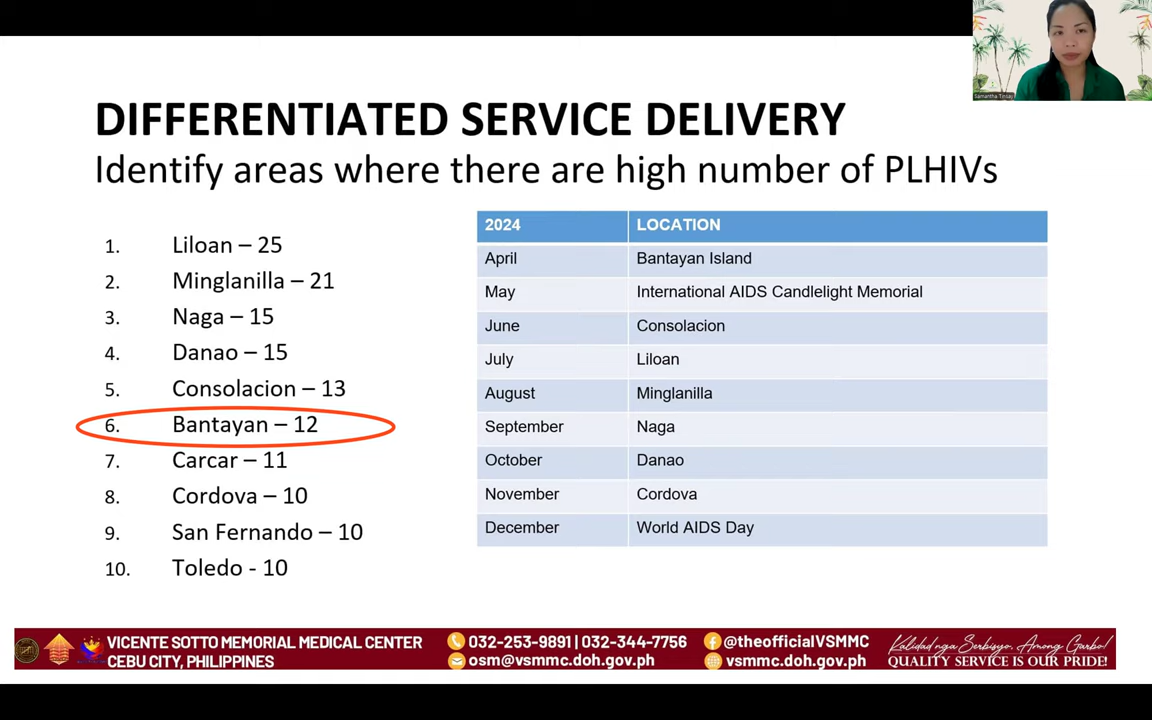 Samantha Tinsay
DIFFERENTIATED SERVICE DELIVERY
Identify areas where there are high number of PLHIVs
1. Liloan – 25
2. Minglanilla – 21
3. Naga – 15
4. Danao – 15
5. Consolacion – 13
6. Bantayan – 12
7. Carcar – 11
8. Cordova – 10
9. San Fernando – 10
10. Toledo - 10
2024 LOCATION
April Bantayan Island
May International AIDS Candlelight Memorial
June Consolacion
July Liloan
August Minglanilla
September Naga
October Danao
November Cordova
December World AIDS Day
VICENTE SOTTO MEMORIAL MEDICAL CENTER
CEBU CITY, PHILIPPINES
032-253-9891 | 032-344-7756
osm@vsmmc.doh.gov.ph
@theofficialVSMMC
vsmmc.doh.gov.ph
Kalidad nga Serbisyo, Among Garbo!
QUALITY SERVICE IS OUR PRIDE!